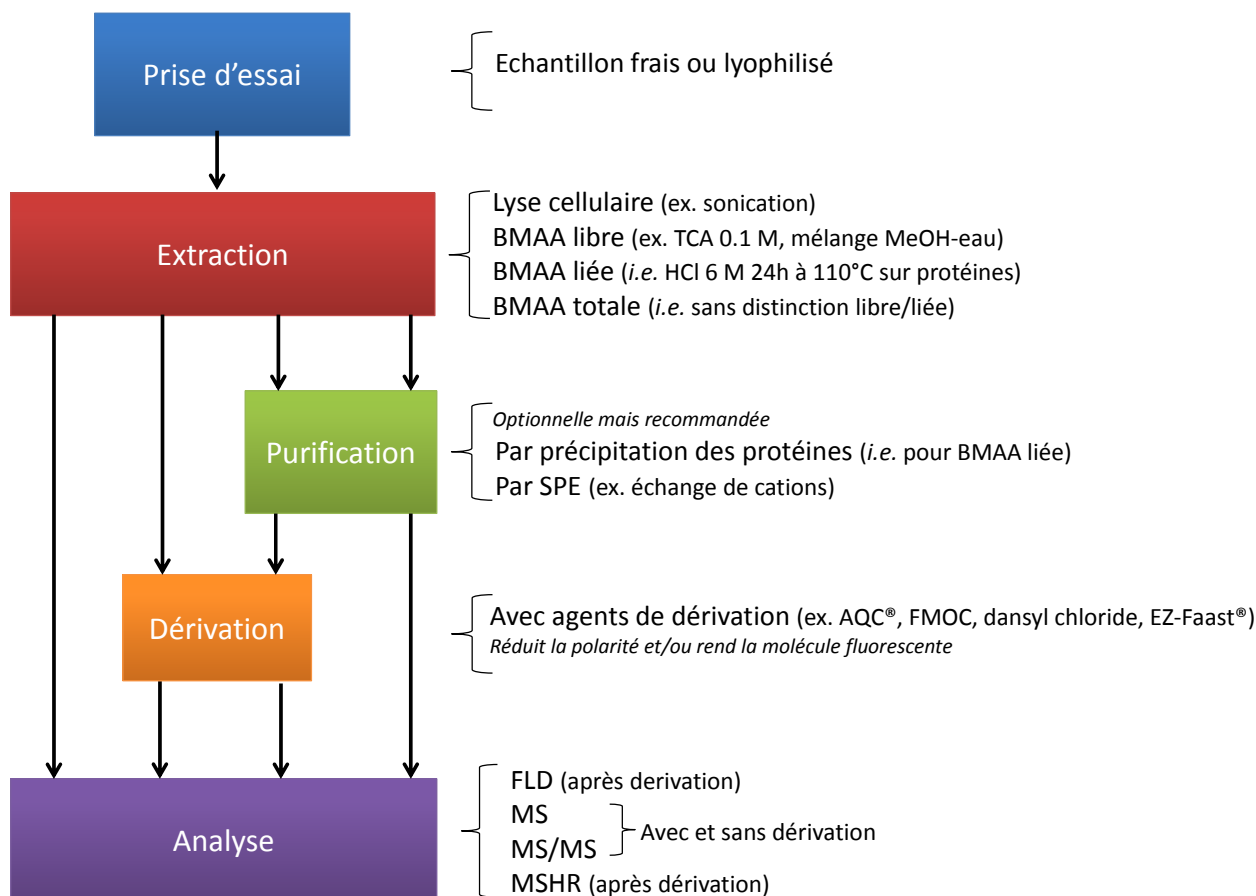 Prise d'essai
Echantillon frais ou lyophilisé
Extraction
Lyse cellulaire (ex. sonication)
BMAA libre (ex. TCA 0.1 M, mélange MeOH-eau)
BMAA liée (i.e. HCl 6 M 24h à 110°C sur protéines)
BMAA totale (i.e. sans distinction libre/liée)
Purification
Optionnelle mais recommandée
Par précipitation des protéines (i.e. pour BMAA liée)
Par SPE (ex. échange de cations)
Dérivation
Avec agents de dérivation (ex. AQC®, FMOC, dansyl chloride, EZ-Faast®)
Réduit la polarité et/ou rend la molécule fluorescente
Analyse
FLD (après derivation)
MS
MS/MS
Avec et sans dérivation
MSHR (après dérivation)